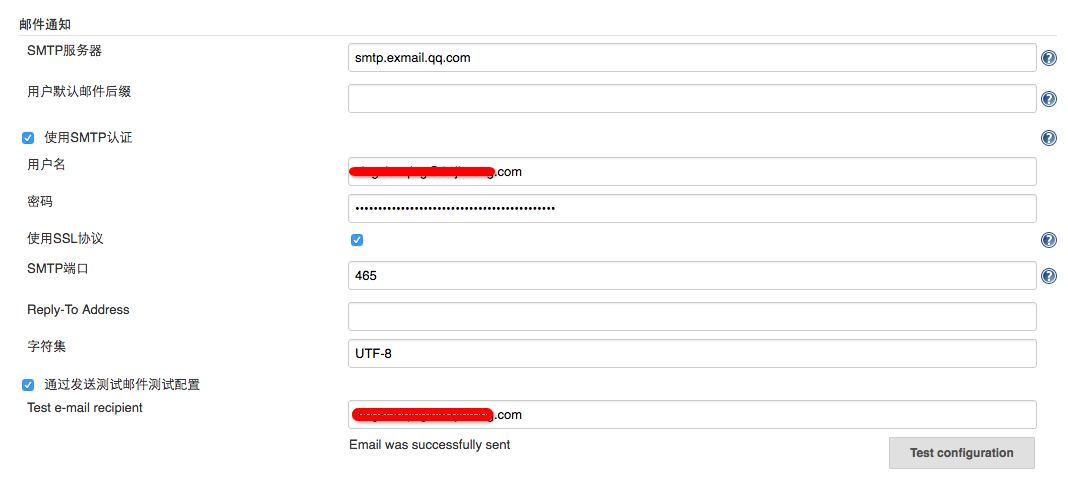 邮件通知
SMTP服务器
smtp.exmail.qq.com
?
用户默认邮件后缀
?
使用SMTP认证
?
用户名
.com
密码
使用SSL协议
?
SMTP端口
465
?
Reply-To Address
字符集
UTF-8
通过发送测试邮件测试配置
Test e-mail recipient
.com
Email was successfully sent
Test configuration